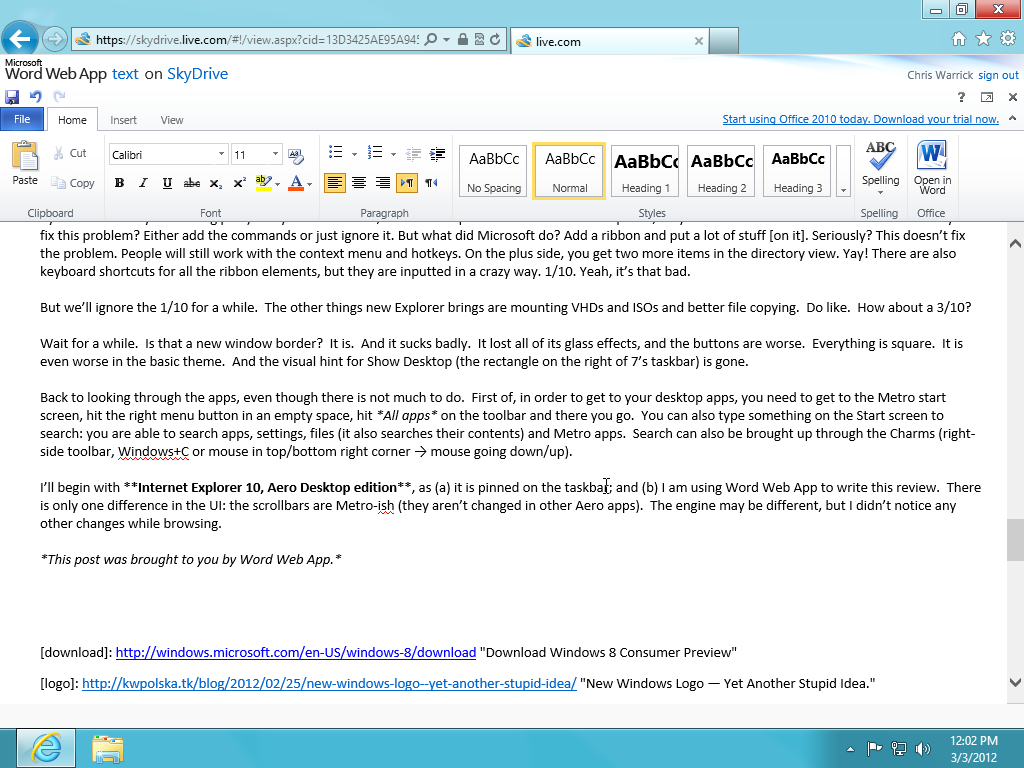 https://skydrive.live.com/#!/view.aspx?cid=13D3425AE95A945
live.com
Microsoft
Word Web App text on SkyDrive
Chris Warrick sign out
File Home Insert View
Start using Office 2010 today. Download your trial now.
Paste
Cut
Copy
Calibri
11
B I U abc x₂ x² ab A
AaBbCc
No Spacing
AaBbCc
Normal
AaBbCc
Heading 1
AaBbCc
Heading 2
AaBbCc
Heading 3
ABC
Spelling
Open in
Word
Clipboard Font Paragraph Styles Spelling Office
fix this problem? Either add the commands or just ignore it. But what did Microsoft do? Add a ribbon and put a lot of stuff [on it]. Seriously? This doesn’t fix
the problem. People will still work with the context menu and hotkeys. On the plus side, you get two more items in the directory view. Yay! There are also
keyboard shortcuts for all the ribbon elements, but they are inputted in a crazy way. 1/10. Yeah, it’s that bad.
But we’ll ignore the 1/10 for a while. The other things new Explorer brings are mounting VHDs and ISOs and better file copying. Do like. How about a 3/10?
Wait for a while. Is that a new window border? It is. And it sucks badly. It lost all of its glass effects, and the buttons are worse. Everything is square. It is
even worse in the basic theme. And the visual hint for Show Desktop (the rectangle on the right of 7’s taskbar) is gone.
Back to looking through the apps, even though there is not much to do. First of, in order to get to your desktop apps, you need to get to the Metro start
screen, hit the right menu button in an empty space, hit *All apps* on the toolbar and there you go. You can also type something on the Start screen to
search: you are able to search apps, settings, files (it also searches their contents) and Metro apps. Search can also be brought up through the Charms (right-
side toolbar, Windows+C or mouse in top/bottom right corner → mouse going down/up).
I’ll begin with **Internet Explorer 10, Aero Desktop edition**, as (a) it is pinned on the taskbar; and (b) I am using Word Web App to write this review. There
is only one difference in the UI: the scrollbars are Metro-ish (they aren’t changed in other Aero apps). The engine may be different, but I didn’t notice any
other changes while browsing.
*This post was brought to you by Word Web App.*
[download]: http://windows.microsoft.com/en-US/windows-8/download "Download Windows 8 Consumer Preview"
[logo]: http://kwpolska.tk/blog/2012/02/25/new-windows-logo--yet-another-stupid-idea/ "New Windows Logo — Yet Another Stupid Idea."
12:02 PM
3/3/2012